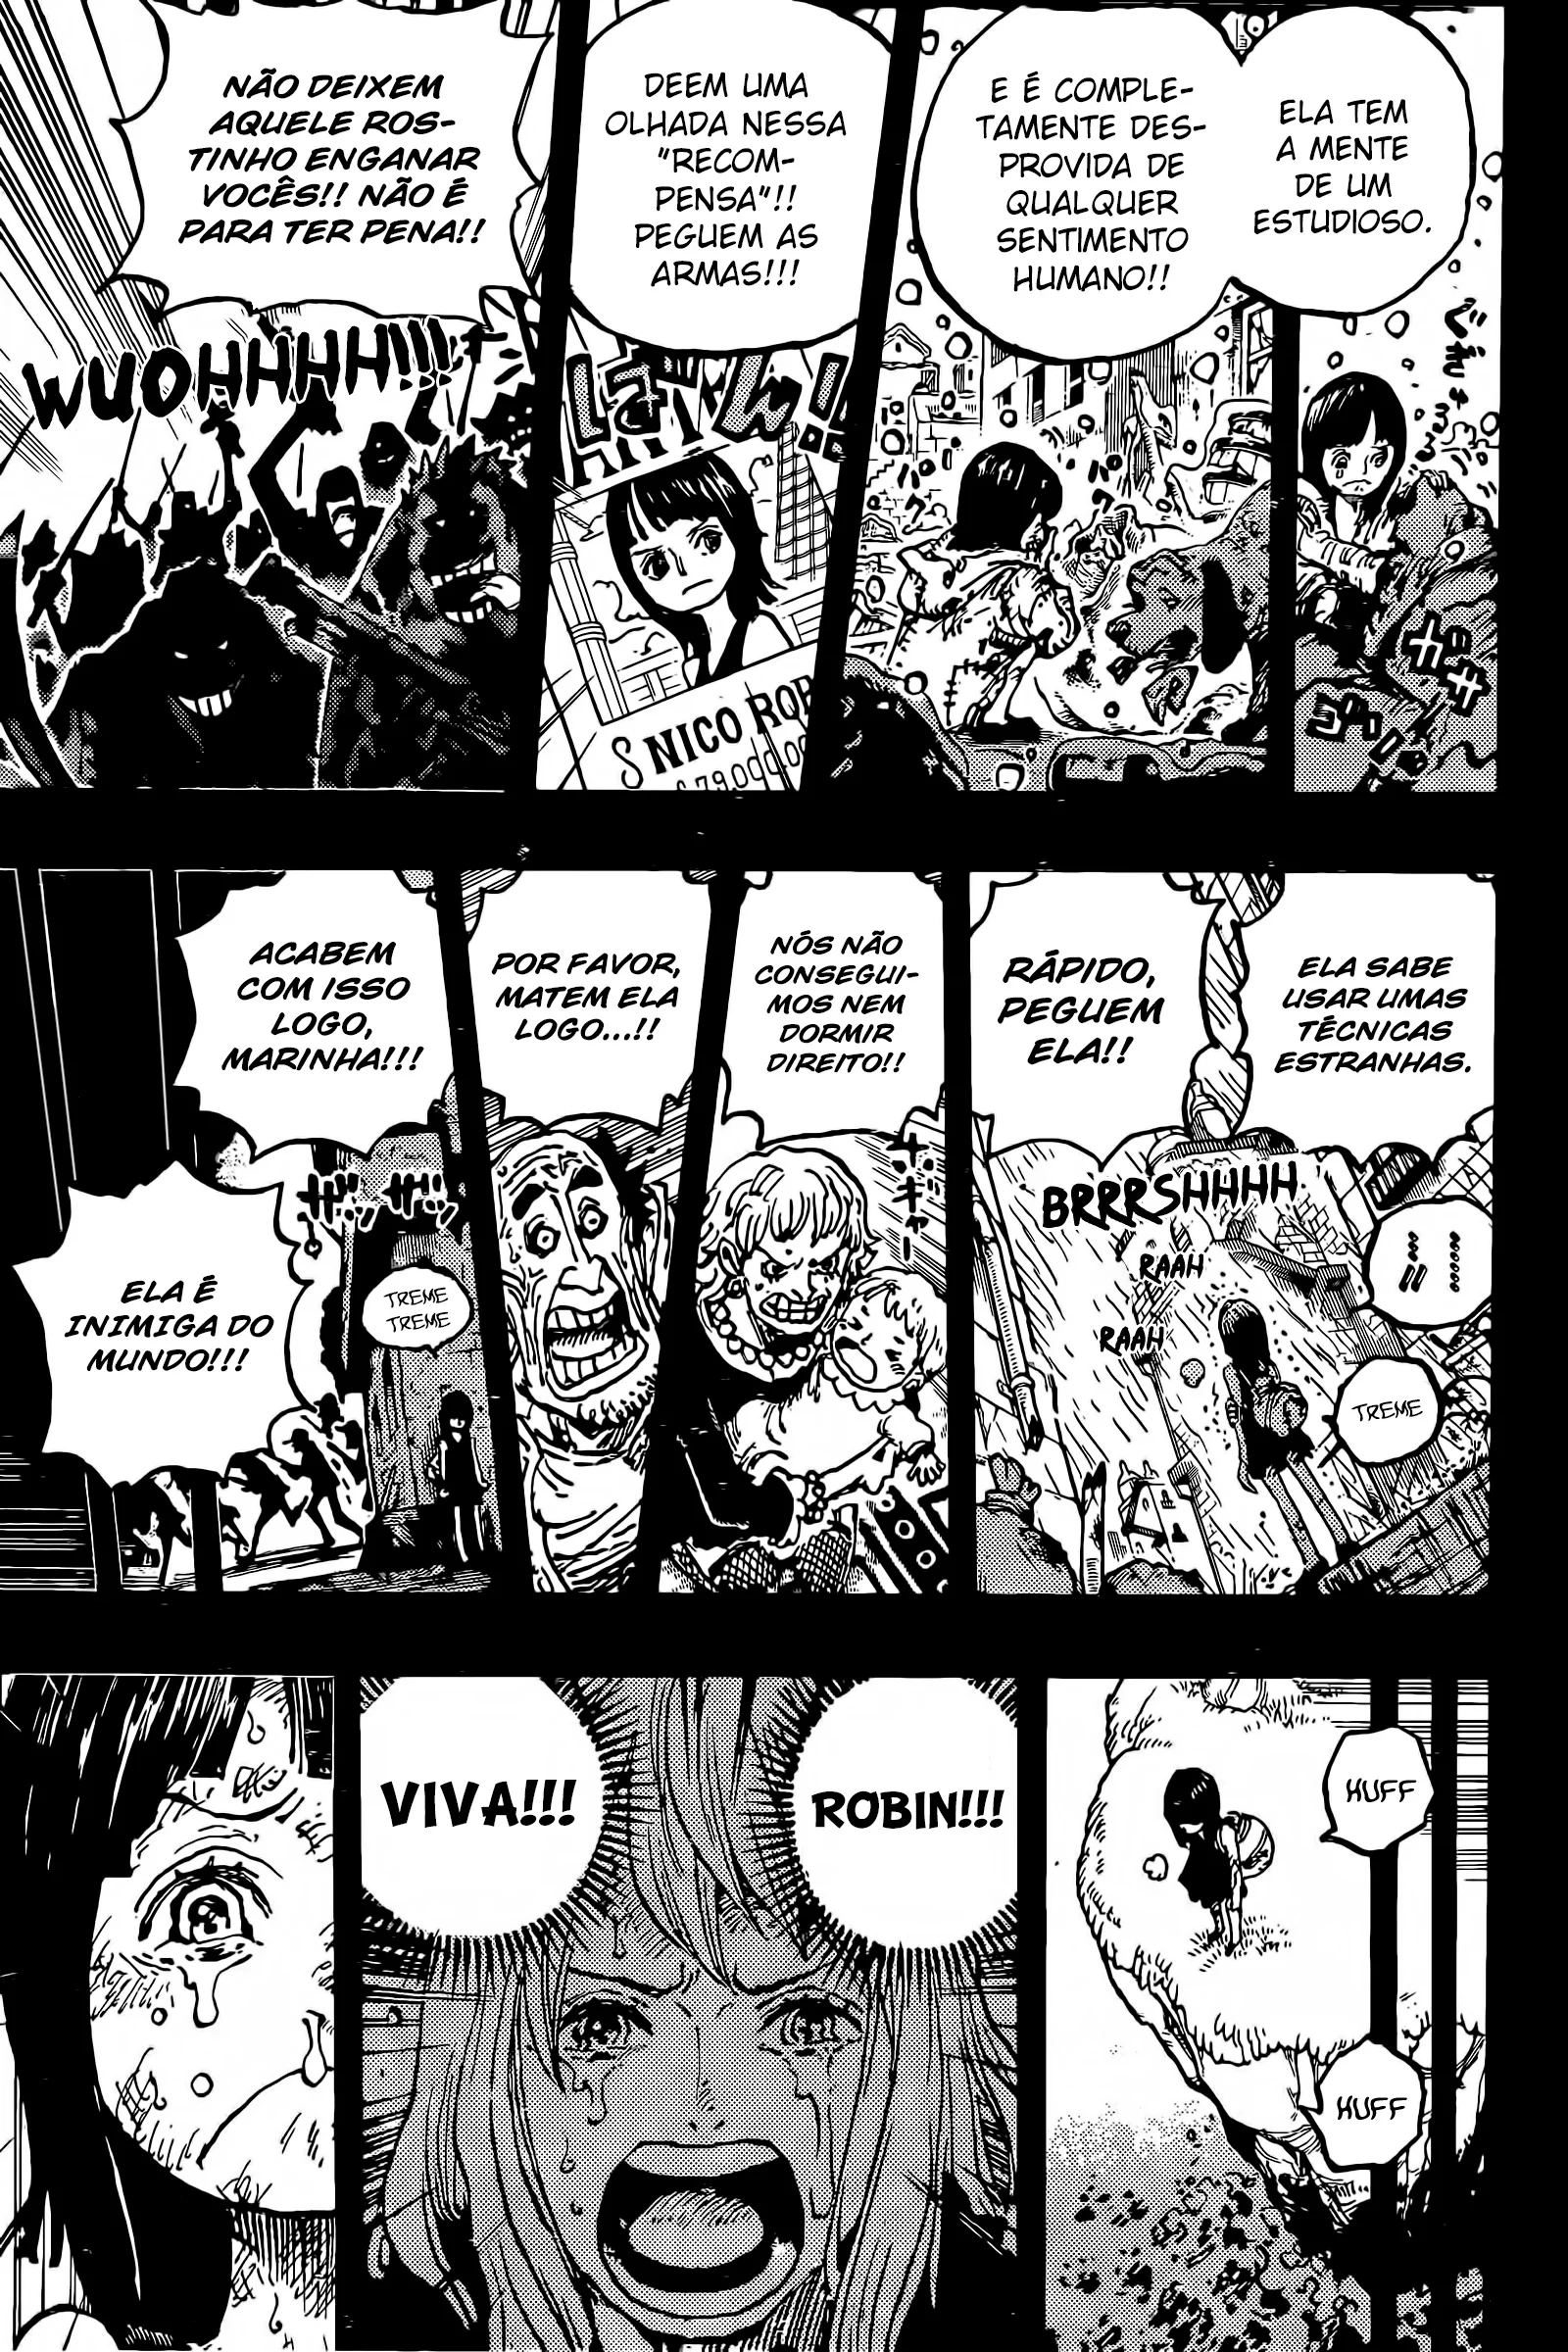 ELA TEM
A MENTE
DE UM
ESTUDIOSO.
E É COMPLE-
TAMENTE DES-
PROVIDA DE
QUALQUER
SENTIMENTO
HUMANO!!
DEEM UMA
OLHADA NESSA
"RECOM-
PENSA"!!
PEGUEM AS
ARMAS!!!
NICO ROB
NÃO DEIXEM
AQUELE ROS-
TINHO ENGANAR
VOCÊS!! NÃO É
PARA TER PENA!!
WUOHHHH!!!
ELA SABE
USAR UMAS
TÉCNICAS
ESTRANHAS.
RÁPIDO,
PEGUEM
ELA!!
BRRRSHHHH
RAAH
RAAH
TREME
NÓS NÃO
CONSEGUI-
MOS NEM
DORMIR
DIREITO!!
POR FAVOR,
MATEM ELA
LOGO...!!
ACABEM
COM ISSO
LOGO,
MARINHA!!!
TREME
TREME
ELA É
INIMIGA DO
MUNDO!!!
HUFF
HUFF
ROBIN!!!
VIVA!!!